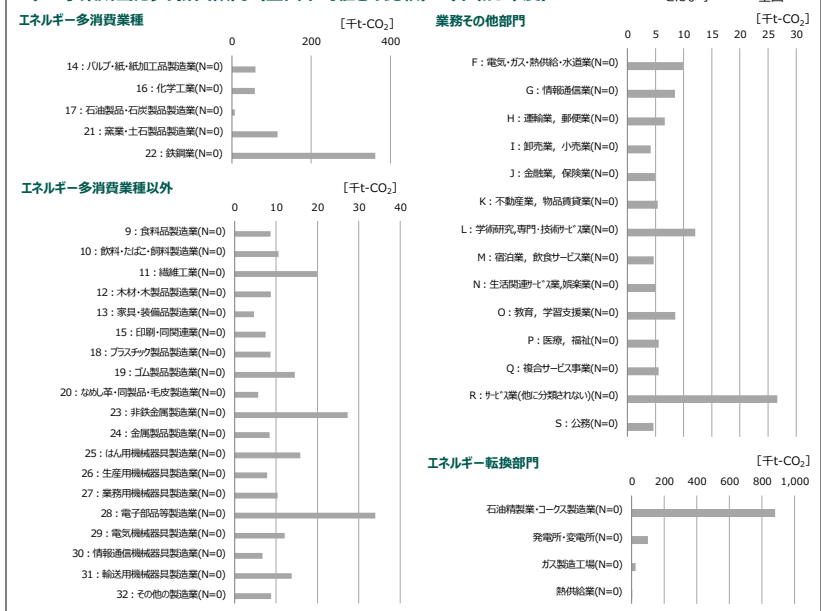 エネルギー多消費業種
[千t-CO₂]
0 200 400
14：パルプ・紙・紙加工品製造業(N=0)
16：化学工業(N=0)
17：石油製品・石炭製品製造業(N=0)
21：窯業・土石製品製造業(N=0)
22：鉄鋼業(N=0)
エネルギー多消費業種以外
[千t-CO₂]
0 10 20 30 40
9：食料品製造業(N=0)
10：飲料・たばこ・飼料製造業(N=0)
11：繊維工業(N=0)
12：木材・木製品製造業(N=0)
13：家具・装備品製造業(N=0)
15：印刷・同関連業(N=0)
18：プラスチック製品製造業(N=0)
19：ゴム製品製造業(N=0)
20：なめし革・同製品・毛皮製造業(N=0)
23：非鉄金属製造業(N=0)
24：金属製品製造業(N=0)
25：はん用機械器具製造業(N=0)
26：生産用機械器具製造業(N=0)
27：業務用機械器具製造業(N=0)
28：電子部品等製造業(N=0)
29：電気機械器具製造業(N=0)
30：情報通信機械器具製造業(N=0)
31：輸送用機械器具製造業(N=0)
32：その他の製造業(N=0)
業務その他部門
[千t-CO₂]
0 5 10 15 20 25 30
F：電気・ガス・熱供給・水道業(N=0)
G：情報通信業(N=0)
H：運輸業，郵便業(N=0)
I：卸売業，小売業(N=0)
J：金融業，保険業(N=0)
K：不動産業，物品賃貸業(N=0)
L：学術研究,専門・技術ｻｰﾋﾞｽ業(N=0)
M：宿泊業，飲食サービス業(N=0)
N：生活関連ｻｰﾋﾞｽ業,娯楽業(N=0)
O：教育，学習支援業(N=0)
P：医療，福祉(N=0)
Q：複合サービス事業(N=0)
R：ｻｰﾋﾞｽ業(他に分類されない)(N=0)
S：公務(N=0)
エネルギー転換部門
[千t-CO₂]
0 200 400 600 800 1,000
石油精製業・コークス製造業(N=0)
発電所・変電所(N=0)
ガス製造工場(N=0)
熱供給業(N=0)